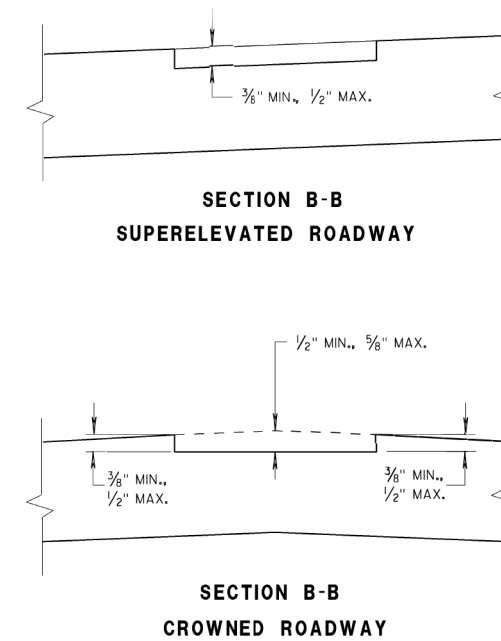 3/8" MIN., 1/2" MAX.
SECTION B-B
SUPERELEVATED ROADWAY
1/2" MIN., 5/8" MAX.
3/8" MIN.,
1/2" MAX.
3/8" MIN.,
1/2" MAX.
SECTION B-B
CROWNED ROADWAY